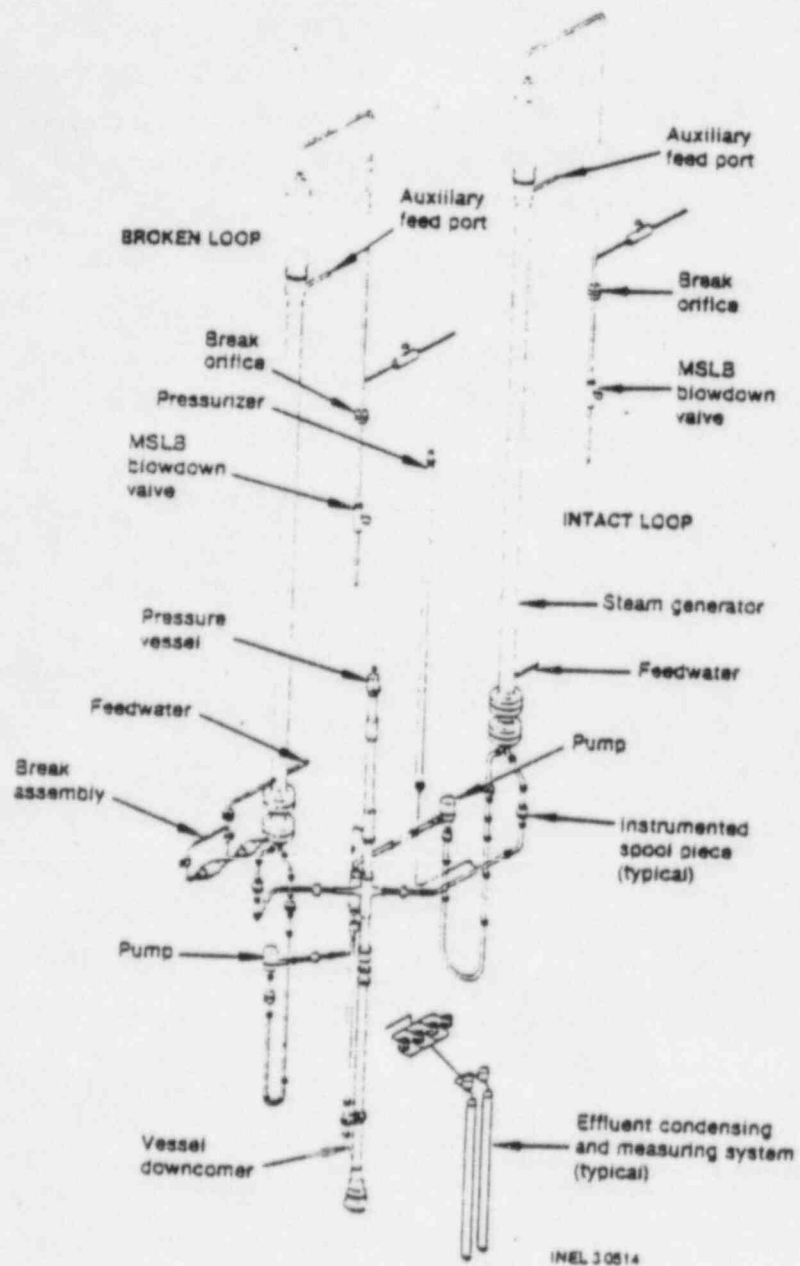 Auxiliary
feed port
Auxiliary
feed port
BROKEN LOOP
Break
orifice
Break
orifice
Pressurizer
MSLB
blowdown
valve
MSLB
blowdown
valve
INTACT LOOP
Steam generator
Pressure
vessel
Feedwater
Feedwater
Pump
Break
assembly
Instrumented
spool piece
(typical)
Pump
Effluent condensing
and measuring system
(typical)
Vessel
downcomer
INEL 3 0514